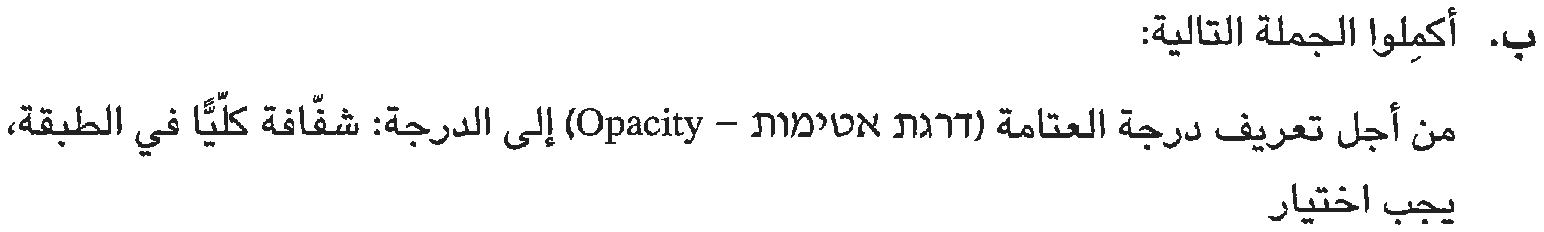 ب. أكمِلوا الجملة التالية:
من أجل تعريف درجة العتامة (דרגת אטימות – Opacity) إلى الدرجة: شفّافة كلّيًّا في الطبقة،
يجب اختيار